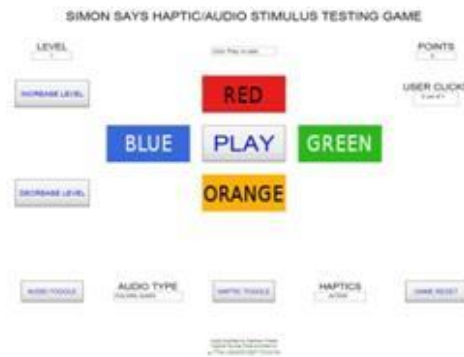 SIMON SAYS HAPTIC/AUDIO STIMULUS TESTING GAME
LEVEL
POINTS
INCREASE LEVEL
RED
USER CLICKS
BLUE
PLAY
GREEN
DECREASE LEVEL
ORANGE
AUDIO TOGGLE
AUDIO TYPE
HAPTIC TOGGLE
HAPTICS
GAME RESET